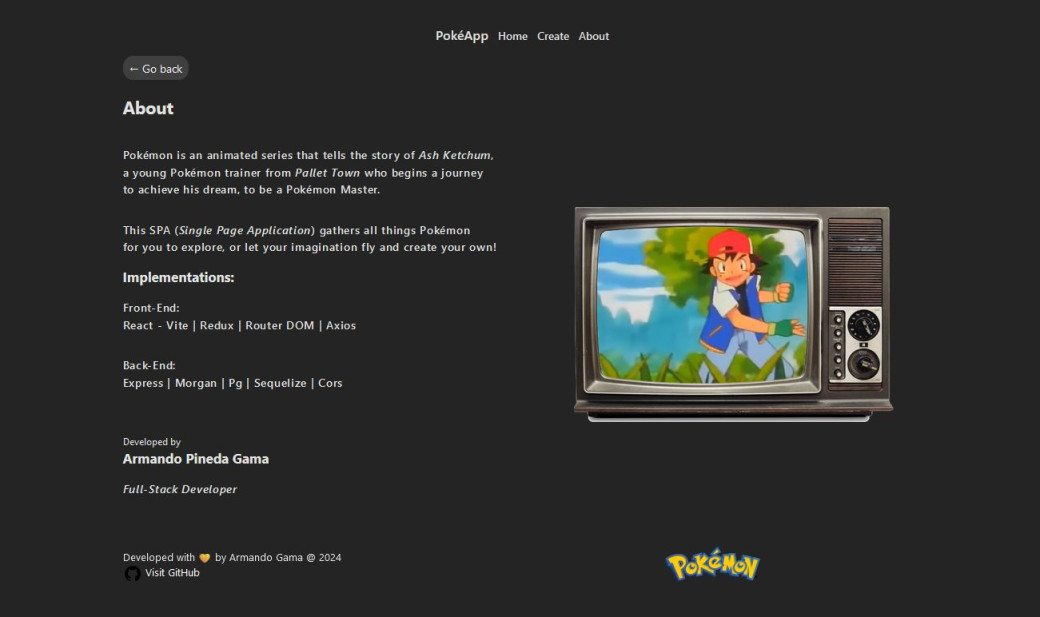 PokéApp Home Create About
← Go back
About
Pokémon is an animated series that tells the story of Ash Ketchum,
a young Pokémon trainer from Pallet Town who begins a journey
to achieve his dream, to be a Pokémon Master.
This SPA (Single Page Application) gathers all things Pokémon
for you to explore, or let your imagination fly and create your own!
Implementations:
Front-End:
React - Vite | Redux | Router DOM | Axios
Back-End:
Express | Morgan | Pg | Sequelize | Cors
Developed by
Armando Pineda Gama
Full-Stack Developer
Developed with 🧡 by Armando Gama @ 2024
Visit GitHub
POKéMON